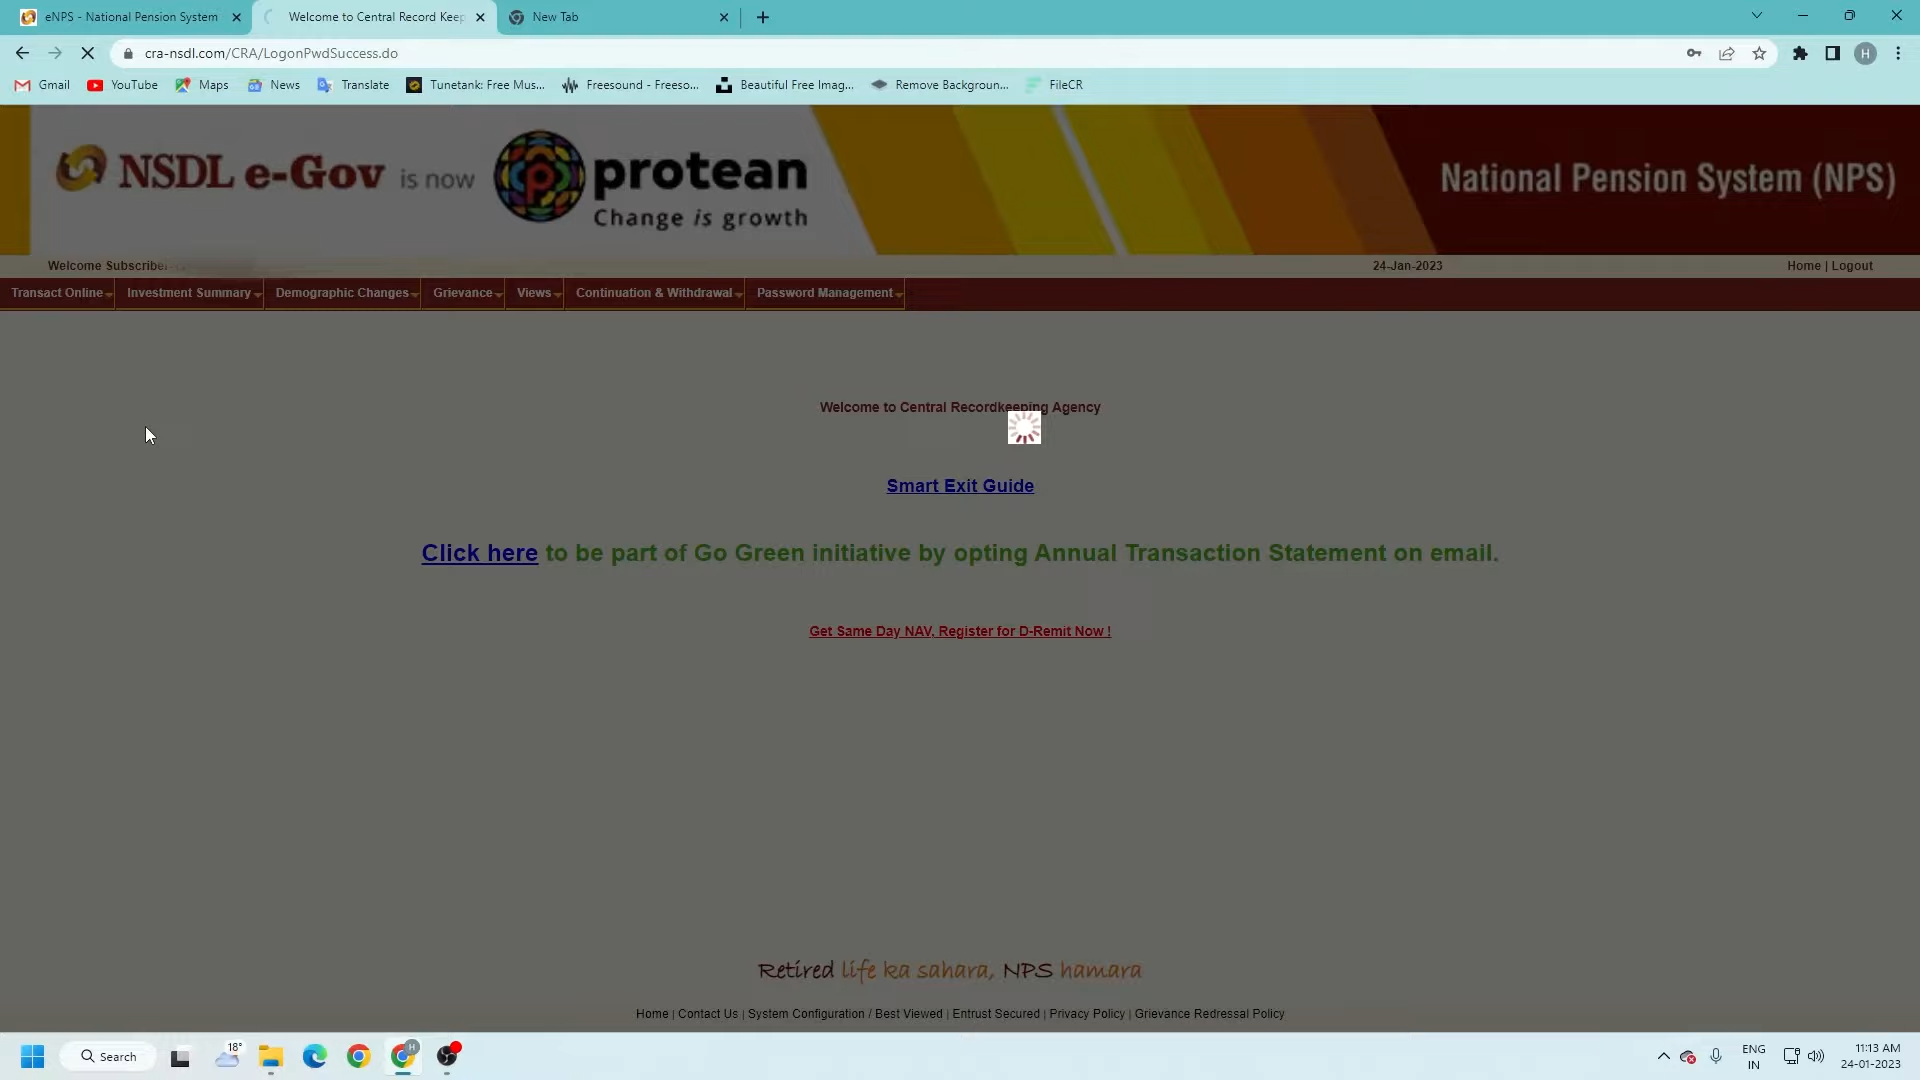 eNPS - National Pension System
Welcome to Central Record Keep
New Tab
cra-nsdl.com/CRA/LogonPwdSuccess.do
H
Gmail
YouTube
Maps
News
Translate
Tunetank: Free Mus...
Freesound - Freeso...
Beautiful Free Imag...
Remove Backgroun...
FileCR
NSDL e-Gov is now protean
Change is growth
National Pension System (NPS)
Welcome Subscriber
24-Jan-2023
Home | Logout
Transact Online
Investment Summary
Demographic Changes
Grievance
Views
Continuation & Withdrawal
Password Management
Welcome to Central Recordkeeping Agency
Smart Exit Guide
Click here to be part of Go Green initiative by opting Annual Transaction Statement on email.
Get Same Day NAV, Register for D-Remit Now !
Retired life ka sahara, NPS hamara
Home | Contact Us | System Configuration / Best Viewed | Entrust Secured | Privacy Policy | Grievance Redressal Policy
Search
18°
H
ENG
IN
11:13 AM
24-01-2023